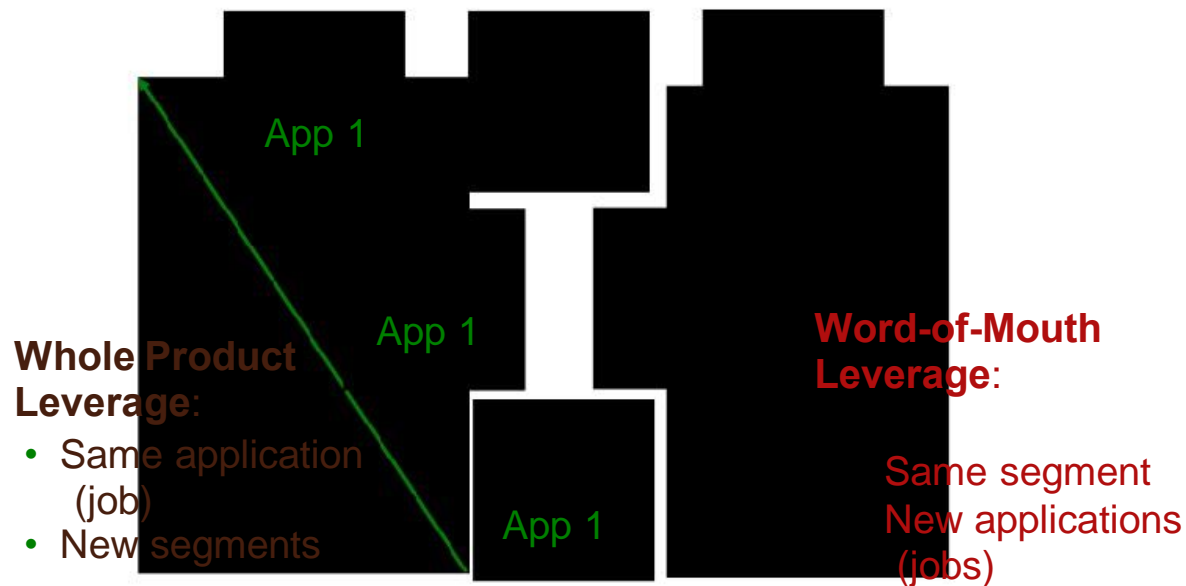 App 1
App 1
Whole Product
Leverage:
• Same application
(job)
• New segments
App 1
Word-of-Mouth
Leverage:
Same segment
New applications
(jobs)